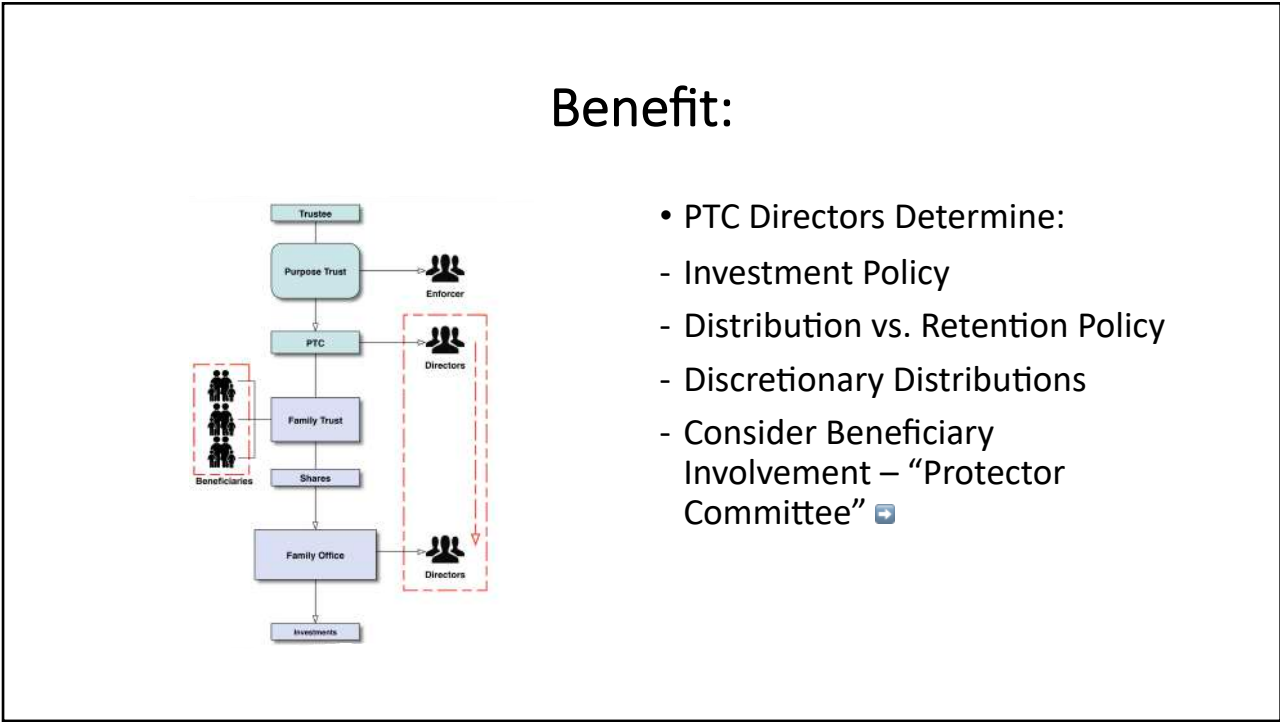 Benefit:
Trustee
Purpose Trust
Enforcer
PTC
Directors
Family Trust
Beneficiaries
Shares
Family Office
Directors
Investments
• PTC Directors Determine:
- Investment Policy
- Distribution vs. Retention Policy
- Discretionary Distributions
- Consider Beneficiary
Involvement – “Protector
Committee” ➡